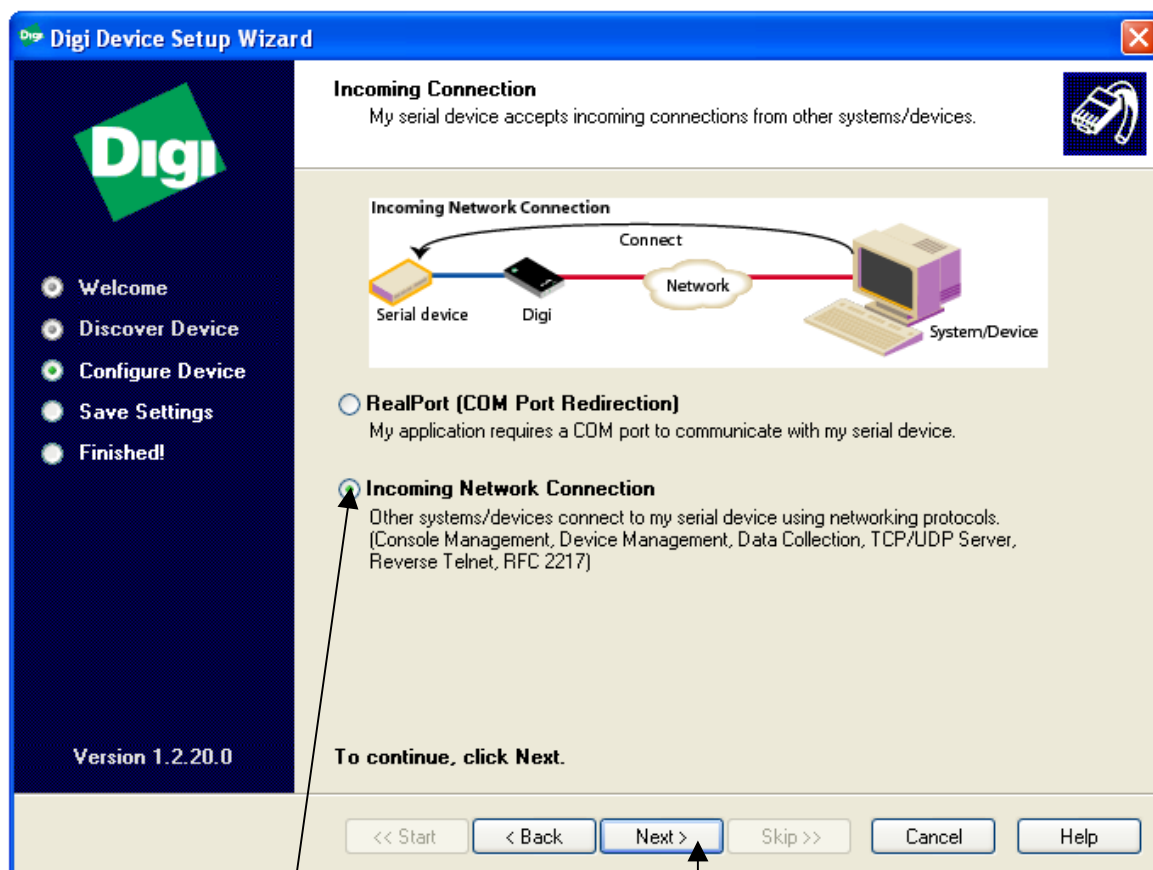 Digi Digi Device Setup Wizard
Digi
Welcome
Discover Device
Configure Device
Save Settings
Finished!
Version 1.2.20.0
Incoming Connection
My serial device accepts incoming connections from other systems/devices.
Incoming Network Connection
Connect
Network
Serial device
Digi
System/Device
RealPort (COM Port Redirection)
My application requires a COM port to communicate with my serial device.
Incoming Network Connection
Other systems/devices connect to my serial device using networking protocols.
(Console Management, Device Management, Data Collection, TCP/UDP Server,
Reverse Telnet, RFC 2217)
To continue, click Next.
<< Start
< Back
Next >
Skip >>
Cancel
Help